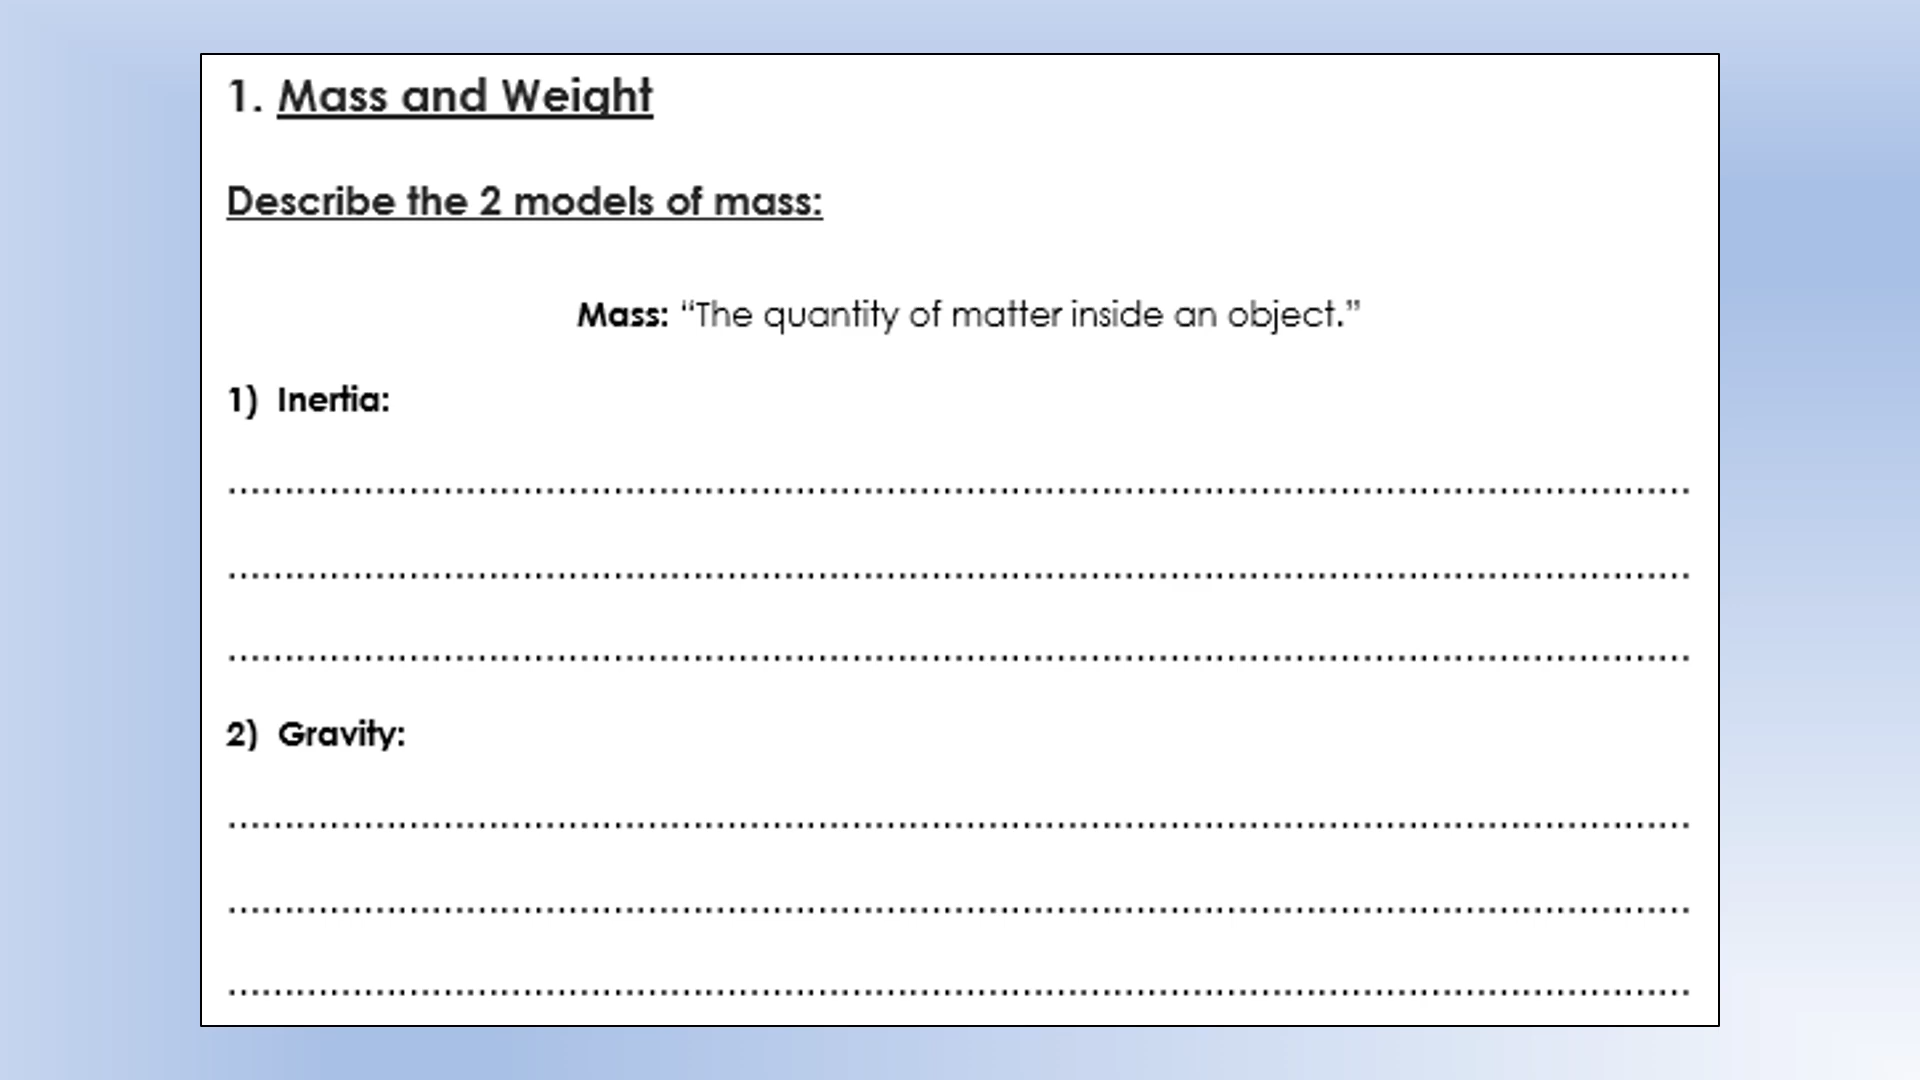 1. Mass and Weight
Describe the 2 models of mass:
Mass: “The quantity of matter inside an object.”
1) Inertia:
2) Gravity: